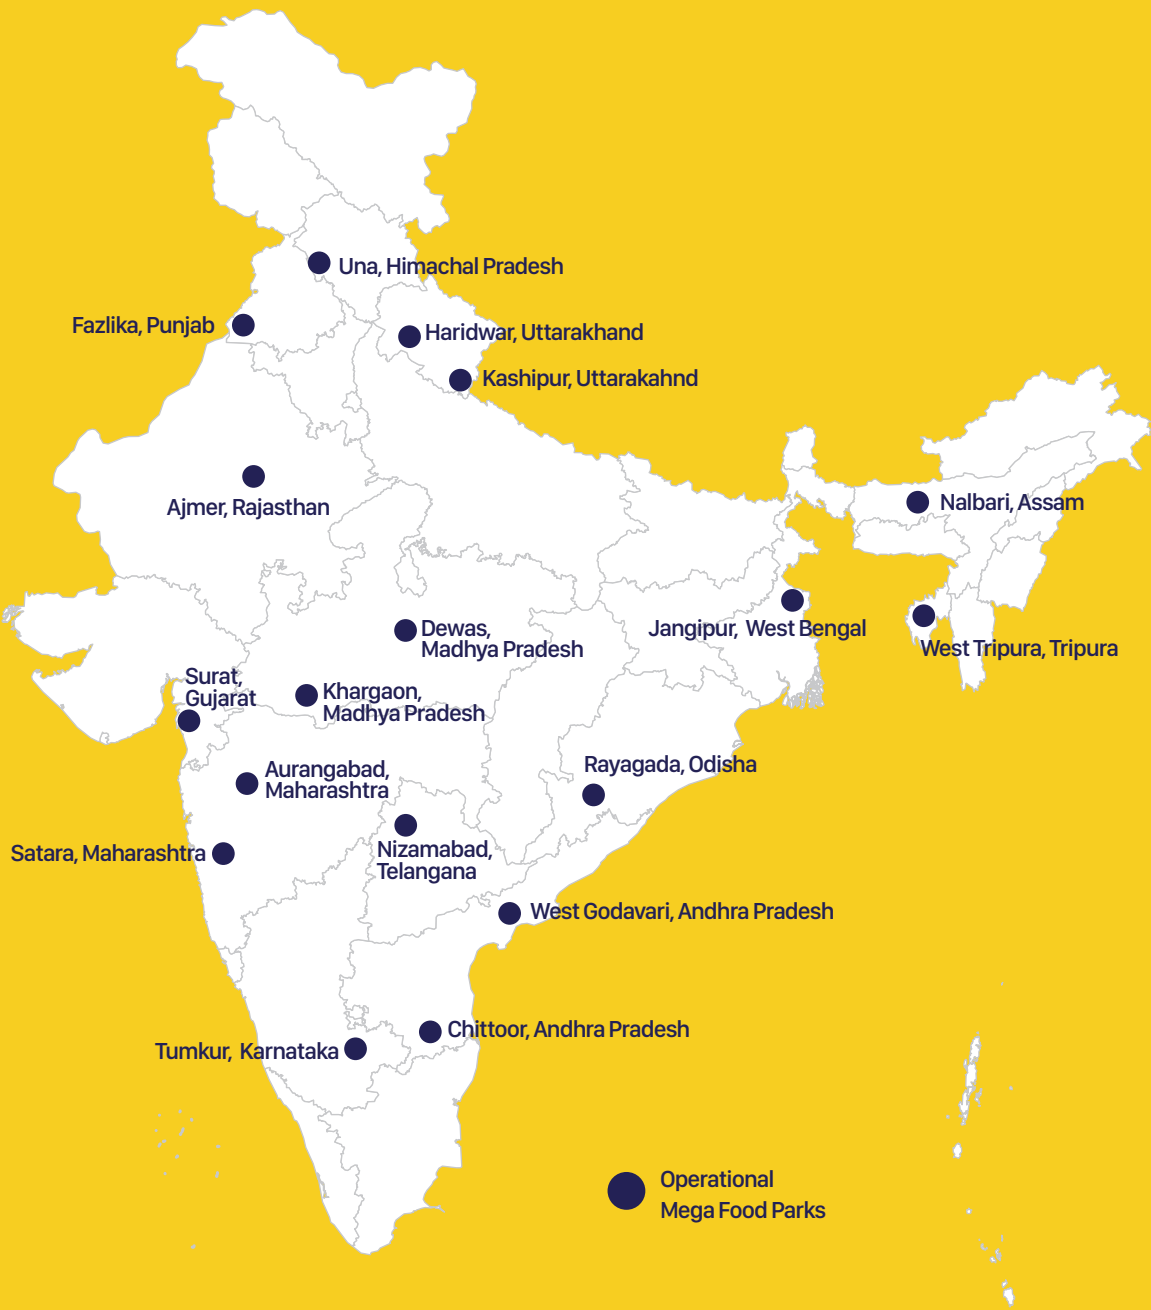 Una, Himachal Pradesh
Fazlika, Punjab
Haridwar, Uttarakhand
Kashipur, Uttarakahnd
Ajmer, Rajasthan
Nalbari, Assam
Jangipur, West Bengal
West Tripura, Tripura
Dewas,
Madhya Pradesh
Surat,
Gujarat
Khargaon,
Madhya Pradesh
Rayagada, Odisha
Aurangabad,
Maharashtra
Satara, Maharashtra
Nizamabad,
Telangana
West Godavari, Andhra Pradesh
Chittoor, Andhra Pradesh
Tumkur, Karnataka
Operational
Mega Food Parks